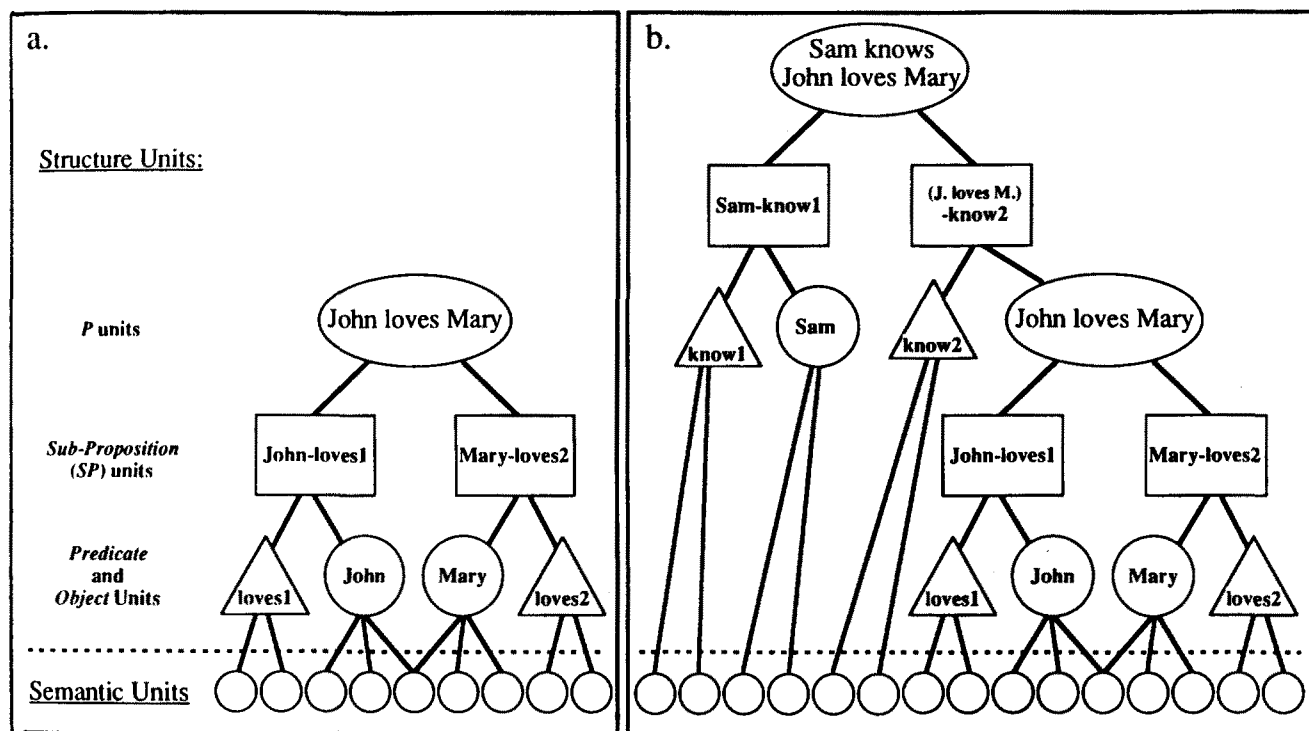 a.
Structure Units:
P units
John loves Mary
Sub-Proposition
(SP) units
John-loves1
Mary-loves2
Predicate
and
Object Units
loves1
John
Mary
loves2
Semantic Units
b.
Sam knows
John loves Mary
Sam-know1
(J. loves M.)
-know2
know1
Sam
know2
John loves Mary
John-loves1
Mary-loves2
loves1
John
Mary
loves2